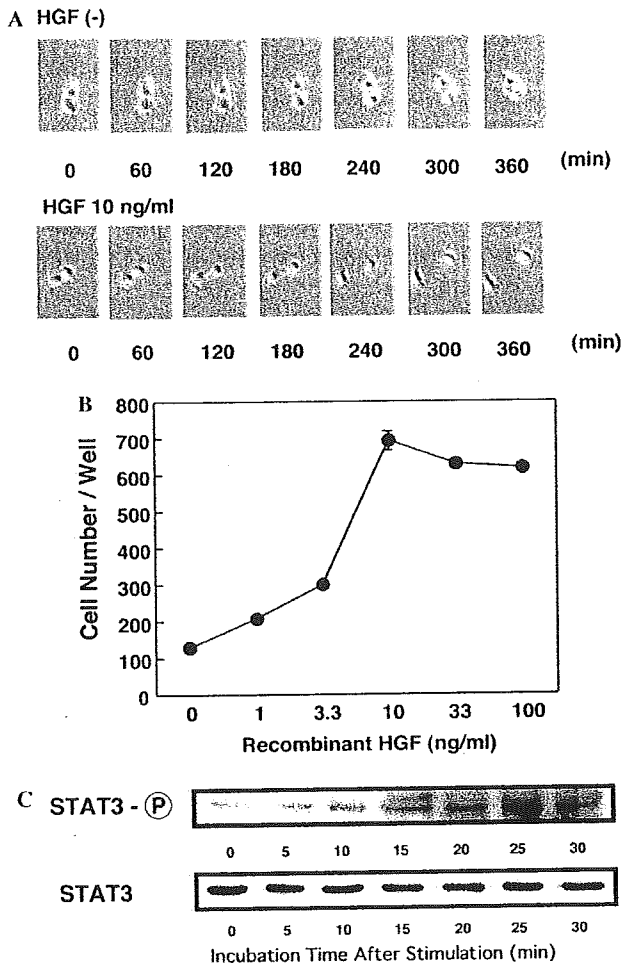 A HGF (-)
0 60 120 180 240 300 360 (min)
HGF 10 ng/ml
0 60 120 180 240 300 360 (min)
B
800
700
600
500
400
300
200
100
0
Cell Number / Well
0 1 3.3 10 33 100
Recombinant HGF (ng/ml)
C STAT3 - Ⓟ
0 5 10 15 20 25 30
STAT3
0 5 10 15 20 25 30
Incubation Time After Stimulation (min)